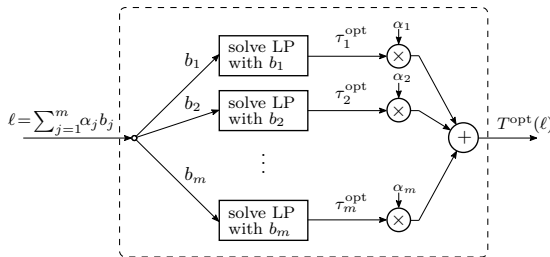 ℓ=∑_{j=1}^{m} α_j b_j
b_1
solve LP
with b_1
τ_1^{opt}
α_1
×
b_2
solve LP
with b_2
τ_2^{opt}
α_2
×
⋮
b_m
solve LP
with b_m
τ_m^{opt}
α_m
×
+
T^{opt}(ℓ)